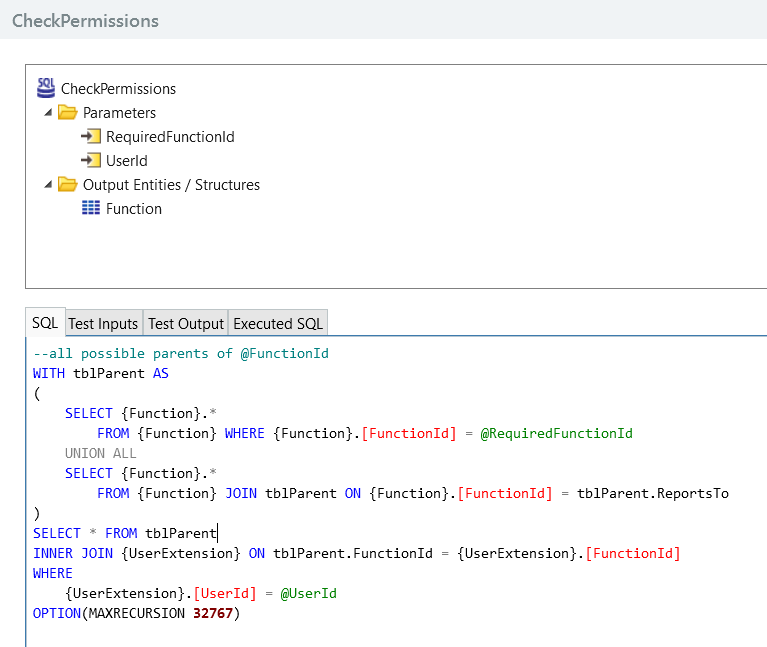 CheckPermissions
SQL CheckPermissions
Parameters
RequiredFunctionId
UserId
Output Entities / Structures
Function
SQL Test Inputs Test Output Executed SQL
--all possible parents of @FunctionId
WITH tblParent AS
(
SELECT {Function}.*
FROM {Function} WHERE {Function}.[FunctionId] = @RequiredFunctionId
UNION ALL
SELECT {Function}.*
FROM {Function} JOIN tblParent ON {Function}.[FunctionId] = tblParent.ReportsTo
)
SELECT * FROM tblParent
INNER JOIN {UserExtension} ON tblParent.FunctionId = {UserExtension}.[FunctionId]
WHERE
{UserExtension}.[UserId] = @UserId
OPTION(MAXRECURSION 32767)